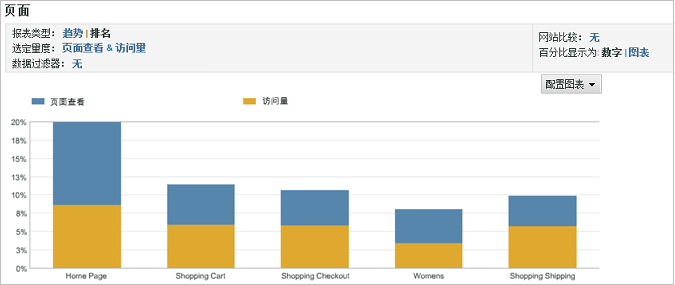 页面
报表类型: 趋势 | 排名
选定量度: 页面查看 & 访问量
数据过滤器: 无
网站比较: 无
百分比显示为: 数字 | 图表
配置图表
页面查看 访问量
20%
18%
15%
13%
10%
8%
5%
3%
0%
Home Page Shopping Cart Shopping Checkout Womens Shopping Shipping